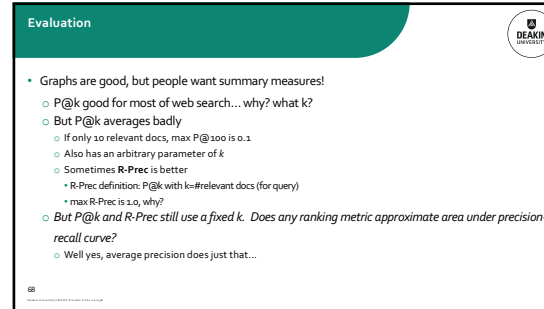 Evaluation
DEAKIN
UNIVERSITY
• Graphs are good, but people want summary measures!
o P@k good for most of web search… why? what k?
o But P@k averages badly
o If only 10 relevant docs, max P@100 is 0.1
o Also has an arbitrary parameter of k
o Sometimes R-Prec is better
• R-Prec definition: P@k with k=#relevant docs (for query)
• max R-Prec is 1.0, why?
o But P@k and R-Prec still use a fixed k. Does any ranking metric approximate area under precision-
recall curve?
o Well yes, average precision does just that…
68